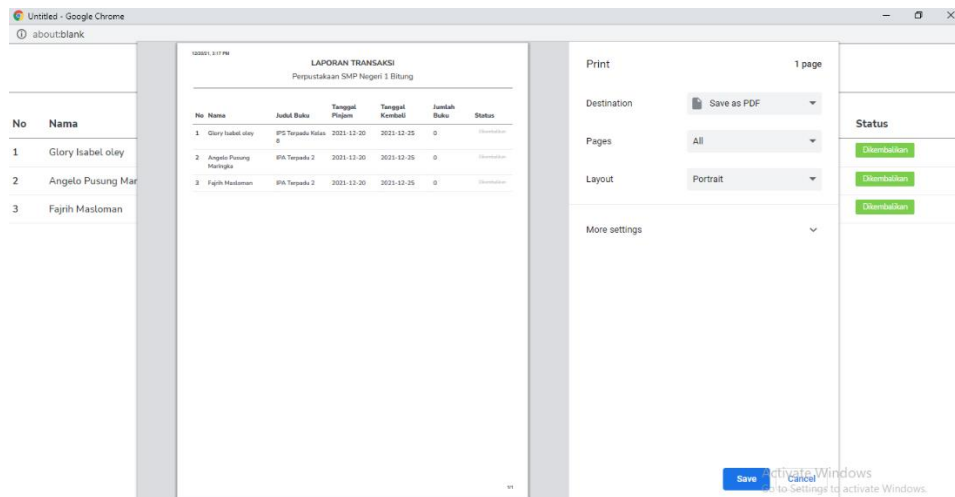 Untitled - Google Chrome
about:blank
12/20/21, 3:17 PM
LAPORAN TRANSAKSI
Perpustakaan SMP Negeri 1 Bitung
No Nama Judul Buku Tanggal Pinjam Tanggal Kembali Jumlah Buku Status
1 Glory Isabel oley IPS Terpadu Kelas 2021-12-20 2021-12-25 0 Dikembalikan
2 Angelo Pusung IPA Terpadu 2 2021-12-20 2021-12-25 0 Dikembalikan
Maringka
3 Fajrih Masloman IPA Terpadu 2 2021-12-20 2021-12-25 0 Dikembalikan
1/1
No Nama
1 Glory Isabel oley
2 Angelo Pusung Mar
3 Fajrih Masloman
Print 1 page
Destination Save as PDF
Pages All
Layout Portrait
More settings
Save Cancel
Status
Dikembalikan
Dikembalikan
Dikembalikan
Activate Windows
Go to Settings to activate Windows.